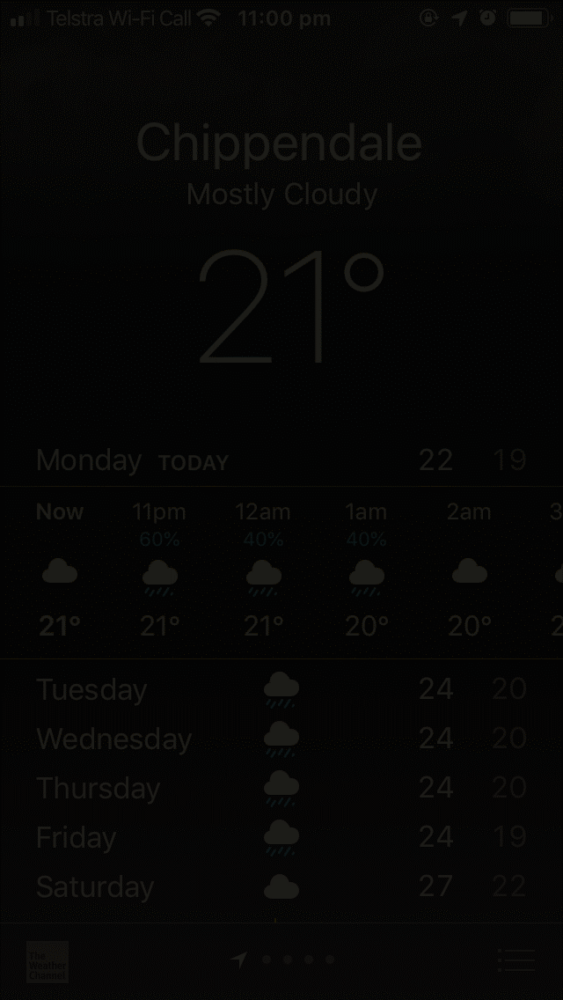 Telstra Wi-Fi Call 11:00 pm
Chippendale
Mostly Cloudy
21°
Monday TODAY 22 19
Now 11pm 12am 1am 2am 3
60% 40% 40%
21° 21° 21° 20° 20° 2
Tuesday 24 20
Wednesday 24 20
Thursday 24 20
Friday 24 19
Saturday 27 22
The
Weather
Channel